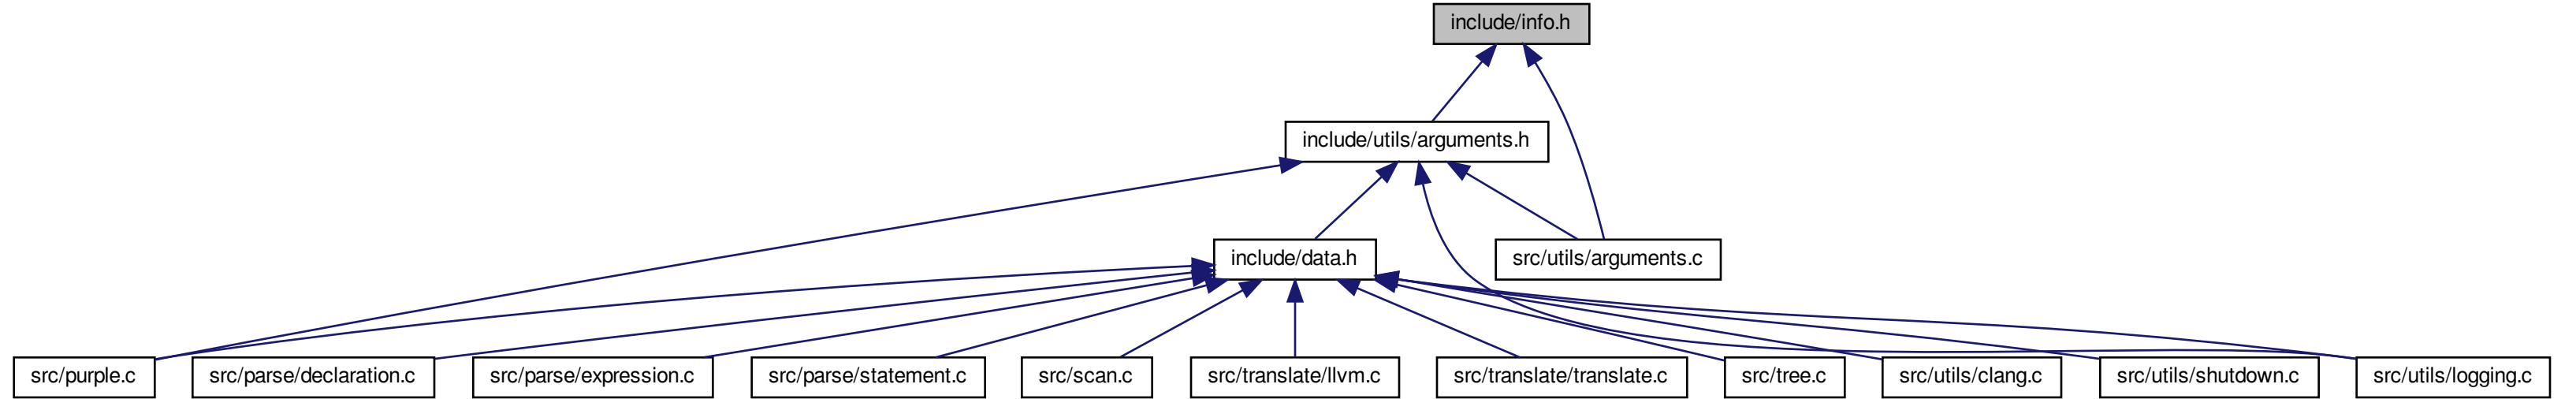 include/info.h
include/utils/arguments.h
include/data.h
src/utils/arguments.c
src/purple.c
src/parse/declaration.c
src/parse/expression.c
src/parse/statement.c
src/scan.c
src/translate/llvm.c
src/translate/translate.c
src/tree.c
src/utils/clang.c
src/utils/shutdown.c
src/utils/logging.c